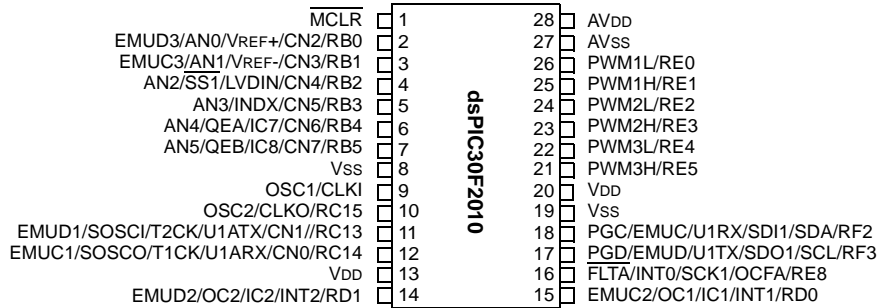 MCLR 1 28 AVDD
EMUD3/AN0/VREF+/CN2/RB0 2 27 AVSS
EMUC3/AN1/VREF-/CN3/RB1 3 26 PWM1L/RE0
AN2/SS1/LVDIN/CN4/RB2 4 25 PWM1H/RE1
AN3/INDX/CN5/RB3 5 24 PWM2L/RE2
AN4/QEA/IC7/CN6/RB4 6 23 PWM2H/RE3
AN5/QEB/IC8/CN7/RB5 7 22 PWM3L/RE4
VSS 8 21 PWM3H/RE5
OSC1/CLKI 9 20 VDD
OSC2/CLKO/RC15 10 19 VSS
EMUD1/SOSCI/T2CK/U1ATX/CN1//RC13 11 18 PGC/EMUC/U1RX/SDI1/SDA/RF2
EMUC1/SOSCO/T1CK/U1ARX/CN0/RC14 12 17 PGD/EMUD/U1TX/SDO1/SCL/RF3
VDD 13 16 FLTA/INT0/SCK1/OCFA/RE8
EMUD2/OC2/IC2/INT2/RD1 14 15 EMUC2/OC1/IC1/INT1/RD0
dsPIC30F2010